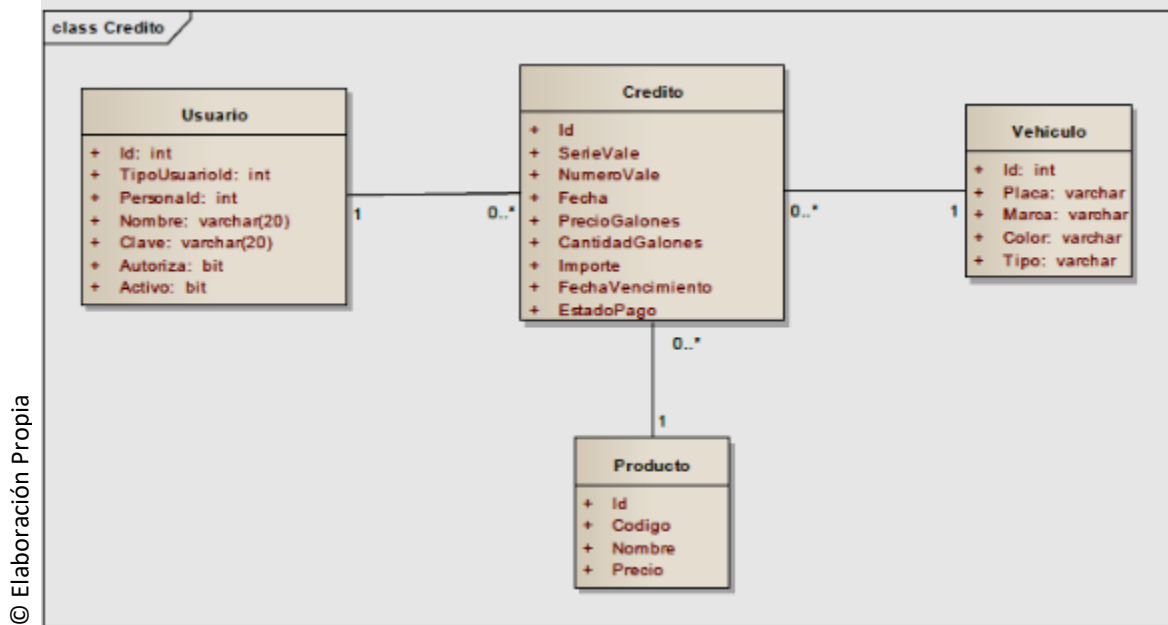 class Credito
Usuario
+ Id: int
+ TipoUsuarioId: int
+ PersonaId: int
+ Nombre: varchar(20)
+ Clave: varchar(20)
+ Autoriza: bit
+ Activo: bit
1
0..*
Credito
+ Id
+ SerieVale
+ NumeroVale
+ Fecha
+ PrecioGalones
+ CantidadGalones
+ Importe
+ FechaVencimiento
+ EstadoPago
0..*
1
Vehiculo
+ Id: int
+ Placa: varchar
+ Marca: varchar
+ Color: varchar
+ Tipo: varchar
0..*
1
Producto
+ Id
+ Codigo
+ Nombre
+ Precio
© Elaboración Propia